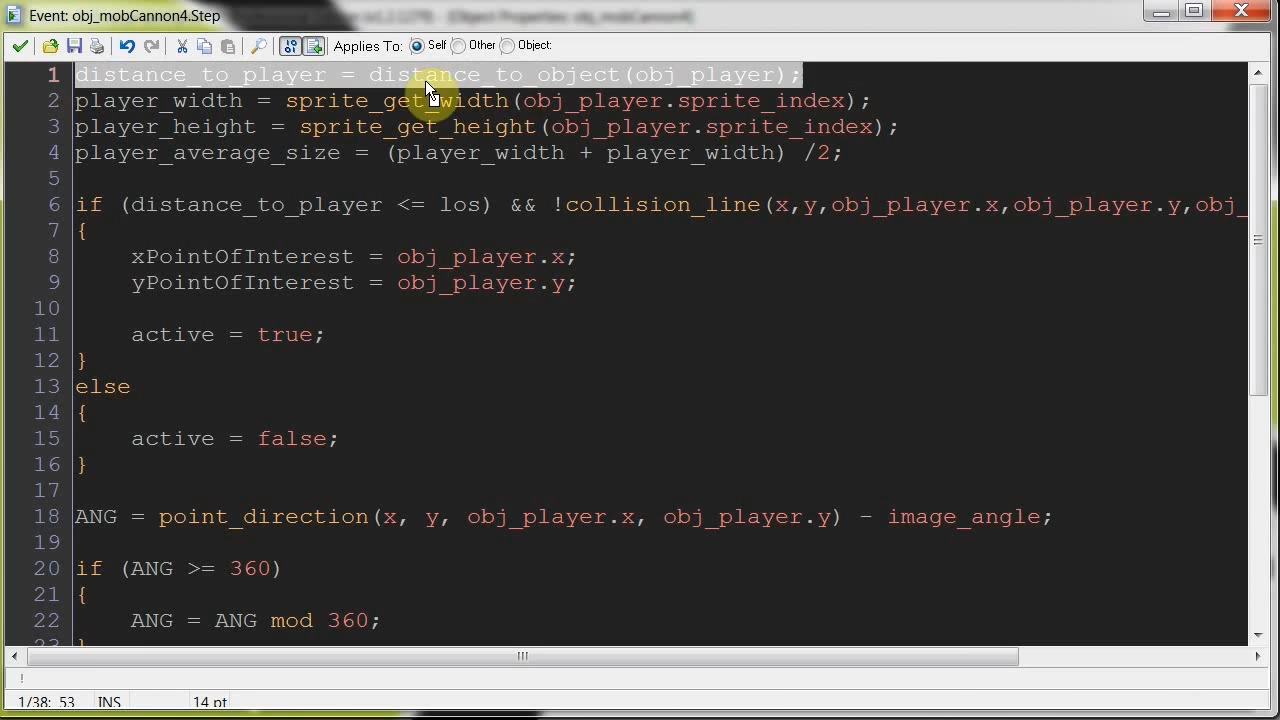 Event: obj_mobCannon4.Step
Applies To: Self Other Object:
1 distance_to_player = distance_to_object(obj_player);
2 player_width = sprite_get_width(obj_player.sprite_index);
3 player_height = sprite_get_height(obj_player.sprite_index);
4 player_average_size = (player_width + player_width) /2;
5
6 if (distance_to_player <= los) && !collision_line(x,y,obj_player.x,obj_player.y,obj_
7 {
8 xPointOfInterest = obj_player.x;
9 yPointOfInterest = obj_player.y;
10
11 active = true;
12 }
13 else
14 {
15 active = false;
16 }
17
18 ANG = point_direction(x, y, obj_player.x, obj_player.y) - image_angle;
19
20 if (ANG >= 360)
21 {
22 ANG = ANG mod 360;
23 }
!
1/38: 53 INS 14 pt